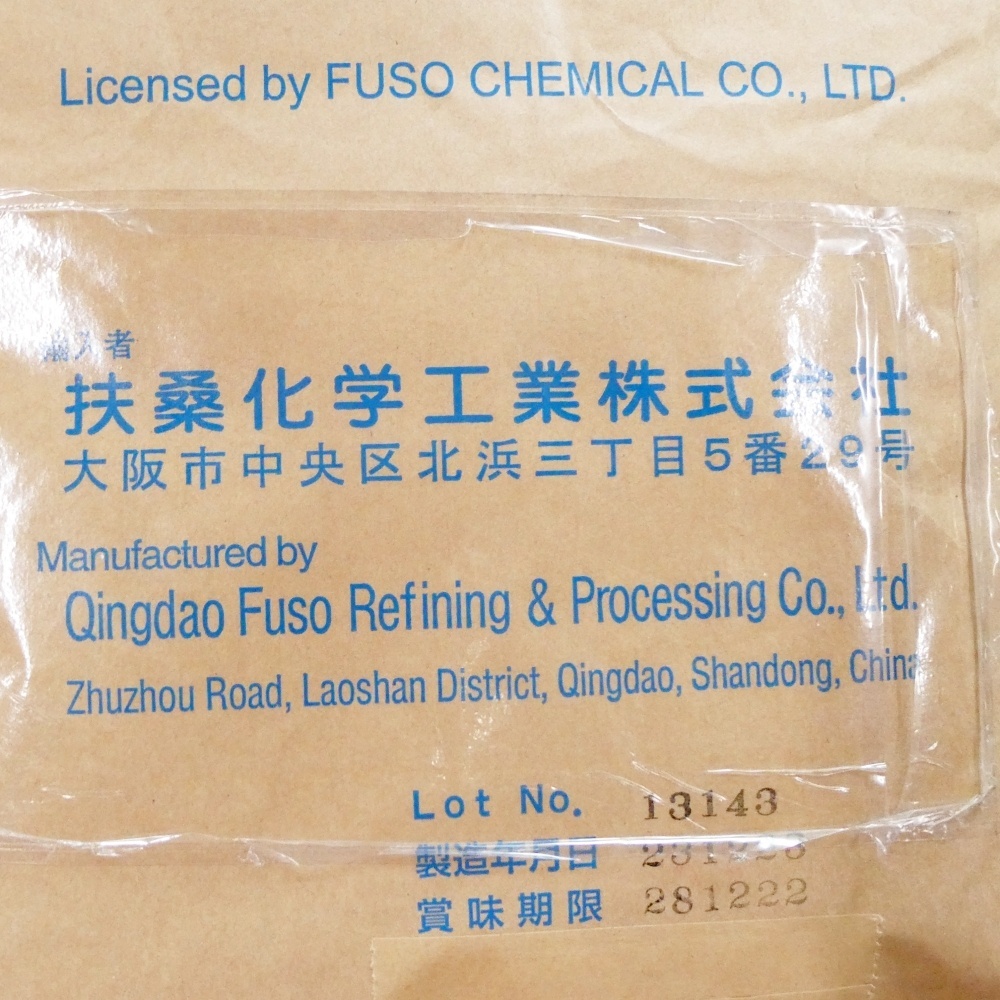 Licensed by FUSO CHEMICAL CO., LTD.
輸入者
扶桑化学工業株式会社
大阪市中央区北浜三丁目5番29号
Manufactured by
Qingdao Fuso Refining & Processing Co., Ltd.
Zhuzhou Road, Laoshan District, Qingdao, Shandong, China
Lot No. 13143
製造年月日
賞味期限 281222